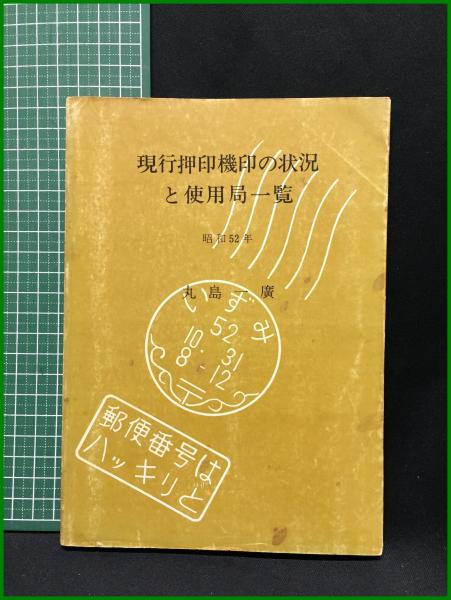 現行押印機印の状況
と使用局一覧
昭和52年
丸島一廣
いずみ
52. 31
10.
8-12
〒
郵便番号は
ハッキリと